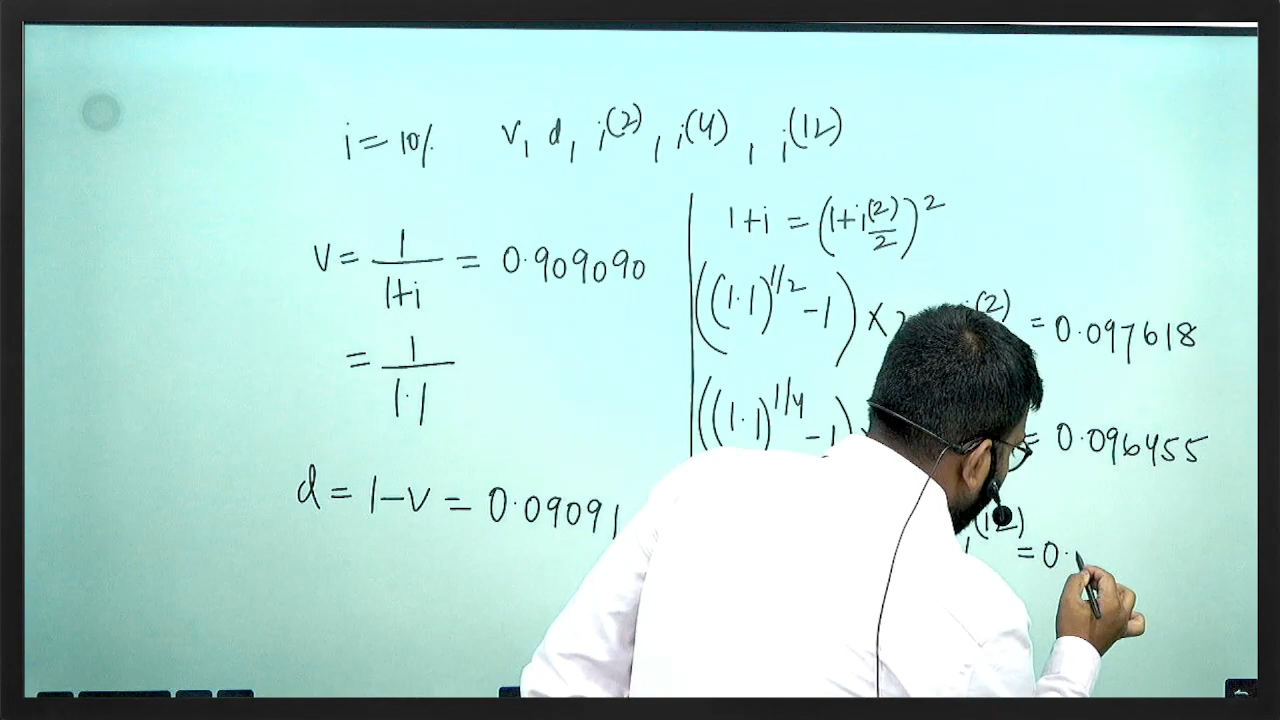 i = 10% v, d, i(2), i(4), i(12)
v = 1/(1+i) = 0.909090
= 1/1.1
d = 1-v = 0.09091
1+i = (1+i(2)/2)2
((1.1)1/2 -1) × i(2) = 0.097618
((1.1)1/4 -1) = 0.096455
(12) = 0.